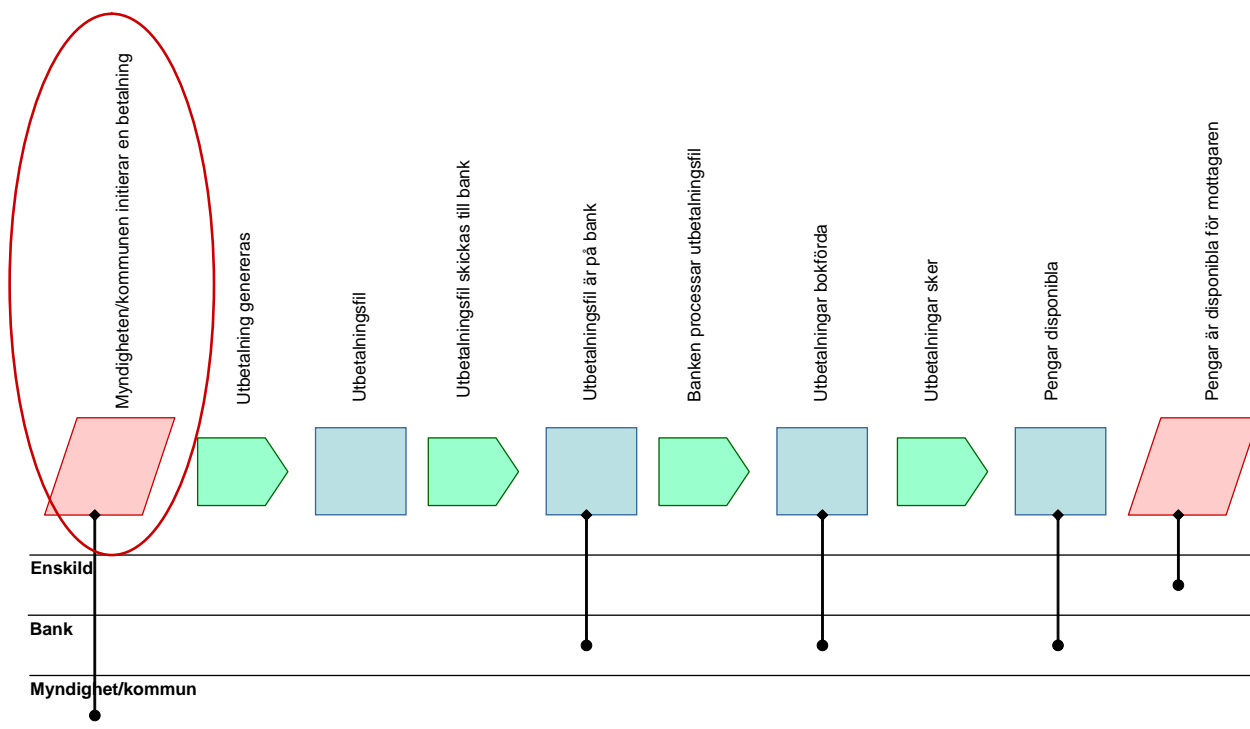 Myndigheten/kommunen initierar en betalning
Utbetalning genereras
Utbetalningsfil
Utbetalningsfil skickas till bank
Utbetalningsfil är på bank
Banken processar utbetalningsfil
Utbetalningar bokförda
Utbetalningar sker
Pengar disponibla
Pengar är disponibla för mottagaren
Enskild
Bank
Myndighet/kommun